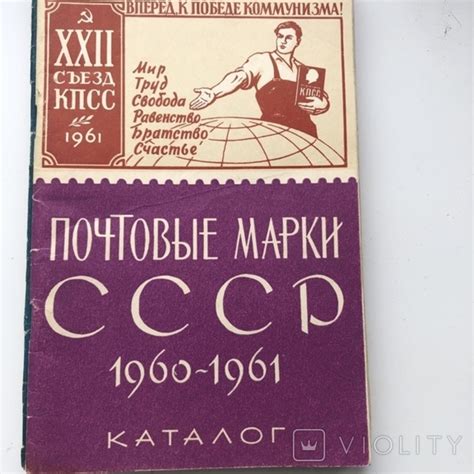 ВПЕРЕД, К ПОБЕДЕ КОММУНИЗМА!
XXII
СЪЕЗД
КПСС
1961
Мир
Труд
Свобода
Равенство
Братство
Счастье
КПСС
ПОЧТОВЫЕ МАРКИ
СССР
1960-1961
КАТАЛОГ
VIOLITY